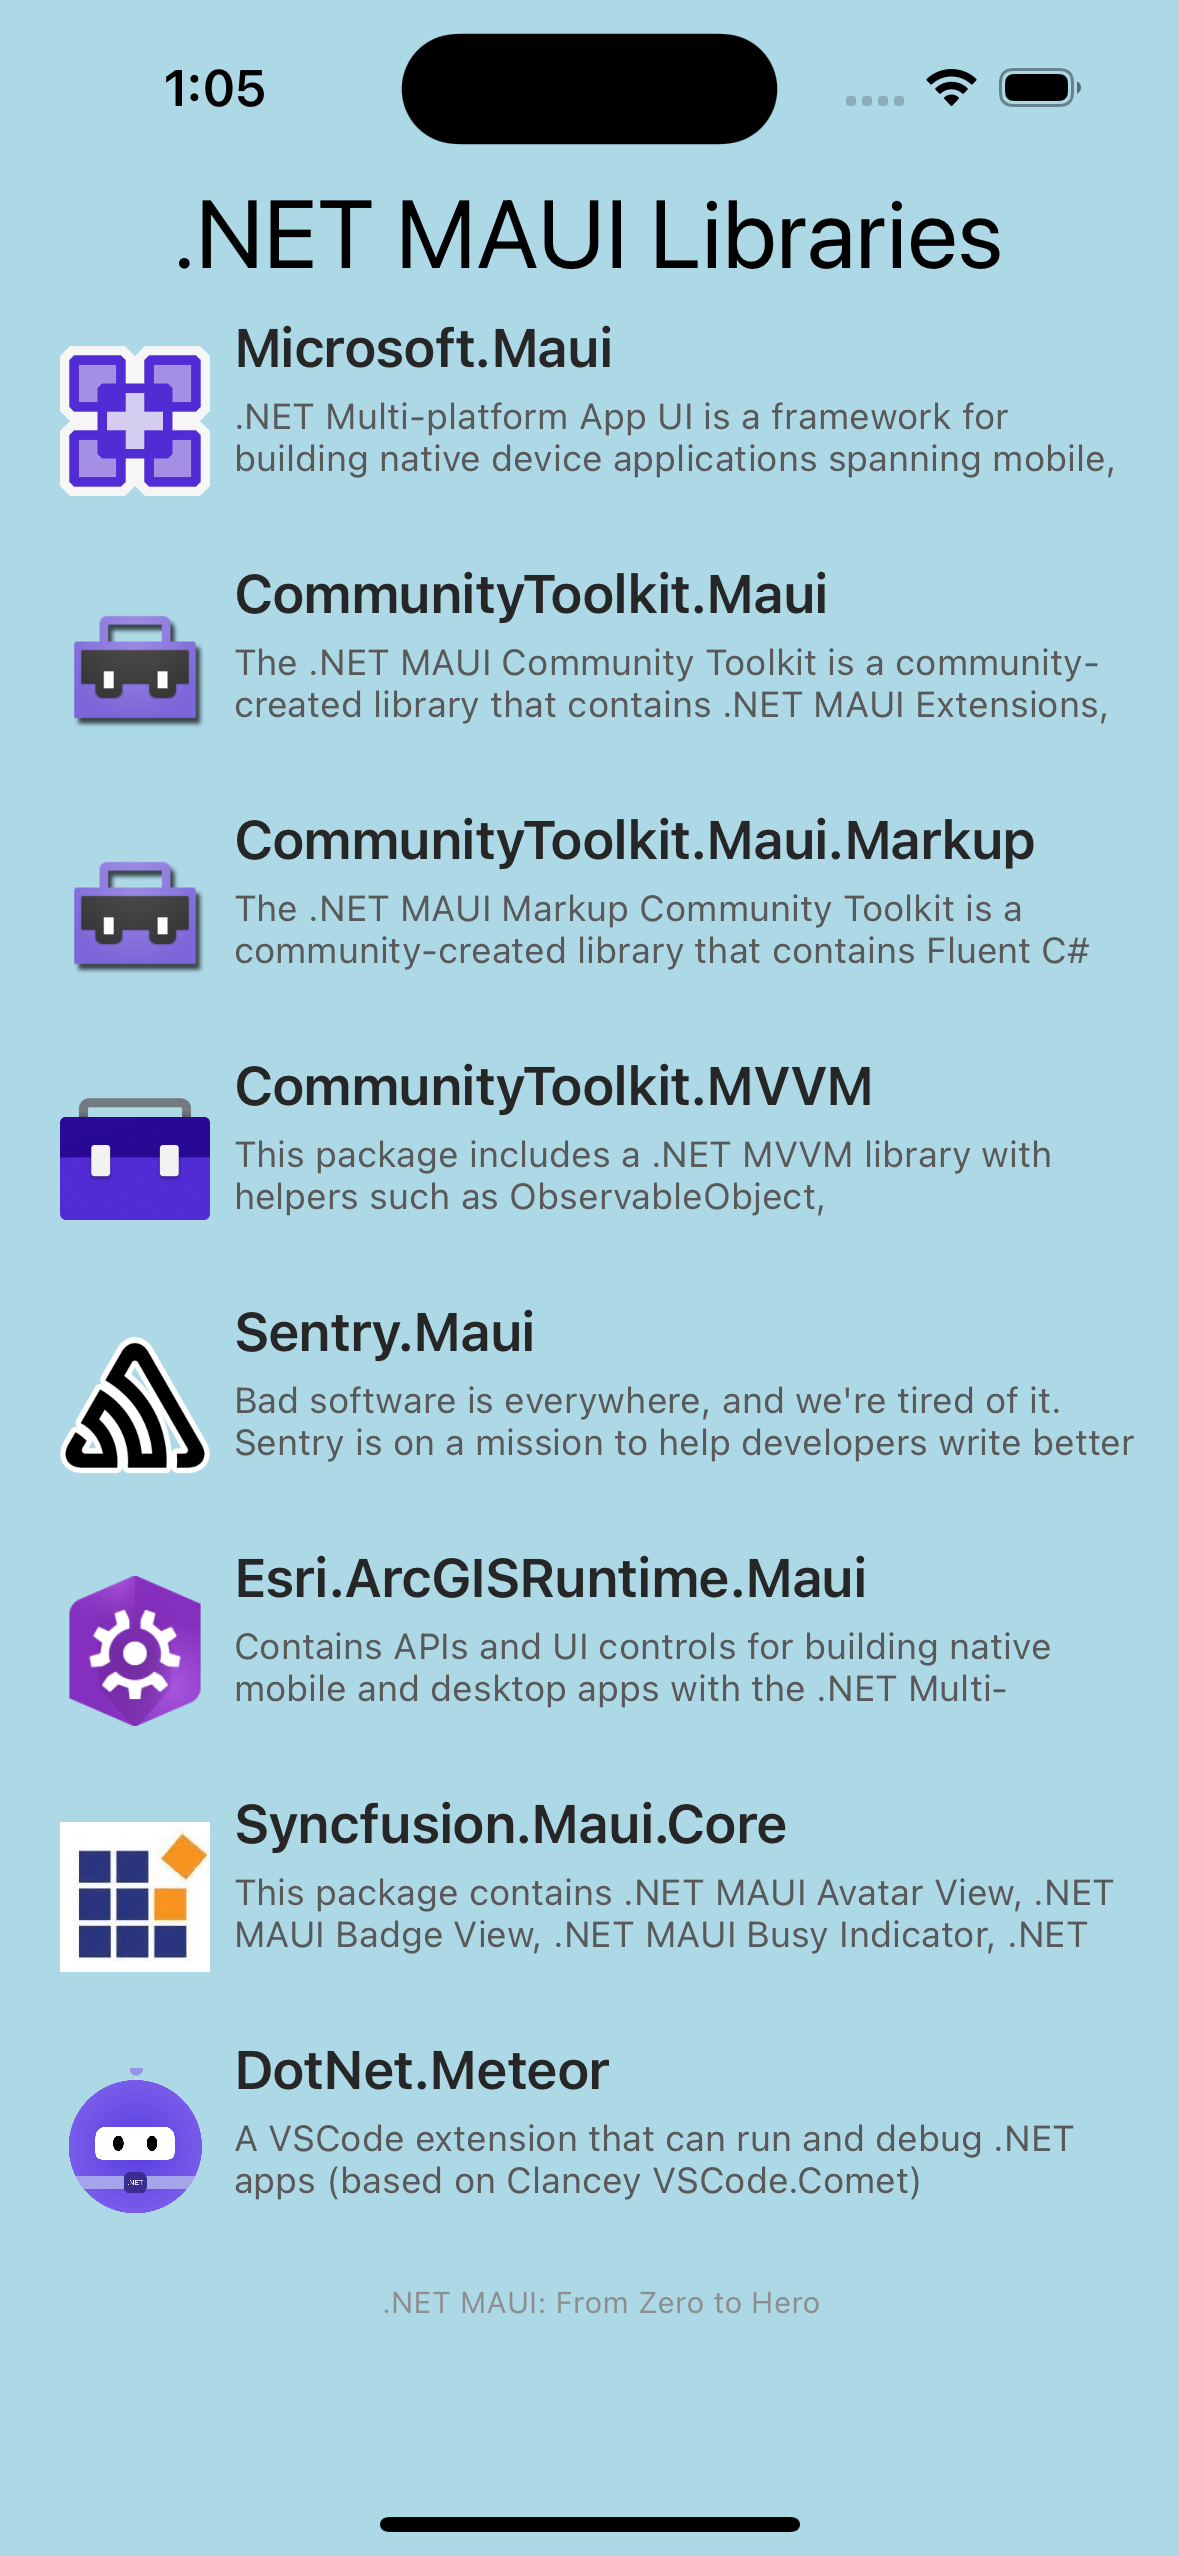 1:05
.NET MAUI Libraries
Microsoft.Maui
.NET Multi-platform App UI is a framework for
building native device applications spanning mobile,
CommunityToolkit.Maui
The .NET MAUI Community Toolkit is a community-
created library that contains .NET MAUI Extensions,
CommunityToolkit.Maui.Markup
The .NET MAUI Markup Community Toolkit is a
community-created library that contains Fluent C#
CommunityToolkit.MVVM
This package includes a .NET MVVM library with
helpers such as ObservableObject,
Sentry.Maui
Bad software is everywhere, and we're tired of it.
Sentry is on a mission to help developers write better
Esri.ArcGISRuntime.Maui
Contains APIs and UI controls for building native
mobile and desktop apps with the .NET Multi-
Syncfusion.Maui.Core
This package contains .NET MAUI Avatar View, .NET
MAUI Badge View, .NET MAUI Busy Indicator, .NET
DotNet.Meteor
A VSCode extension that can run and debug .NET
apps (based on Clancey VSCode.Comet)
.NET
.NET MAUI: From Zero to Hero